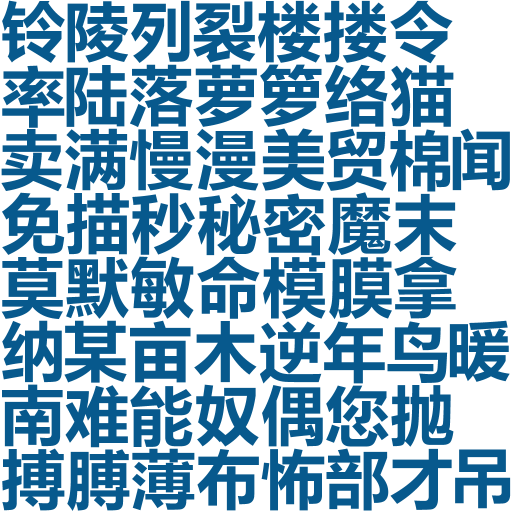 铃陵列裂楼搂令
率陆落萝箩络猫
卖满慢漫美贸棉闻
免描秒秘密魔末
莫默敏命模膜拿
纳某亩木逆年鸟暖
南难能奴偶您抛
搏膊薄布怖部才吊